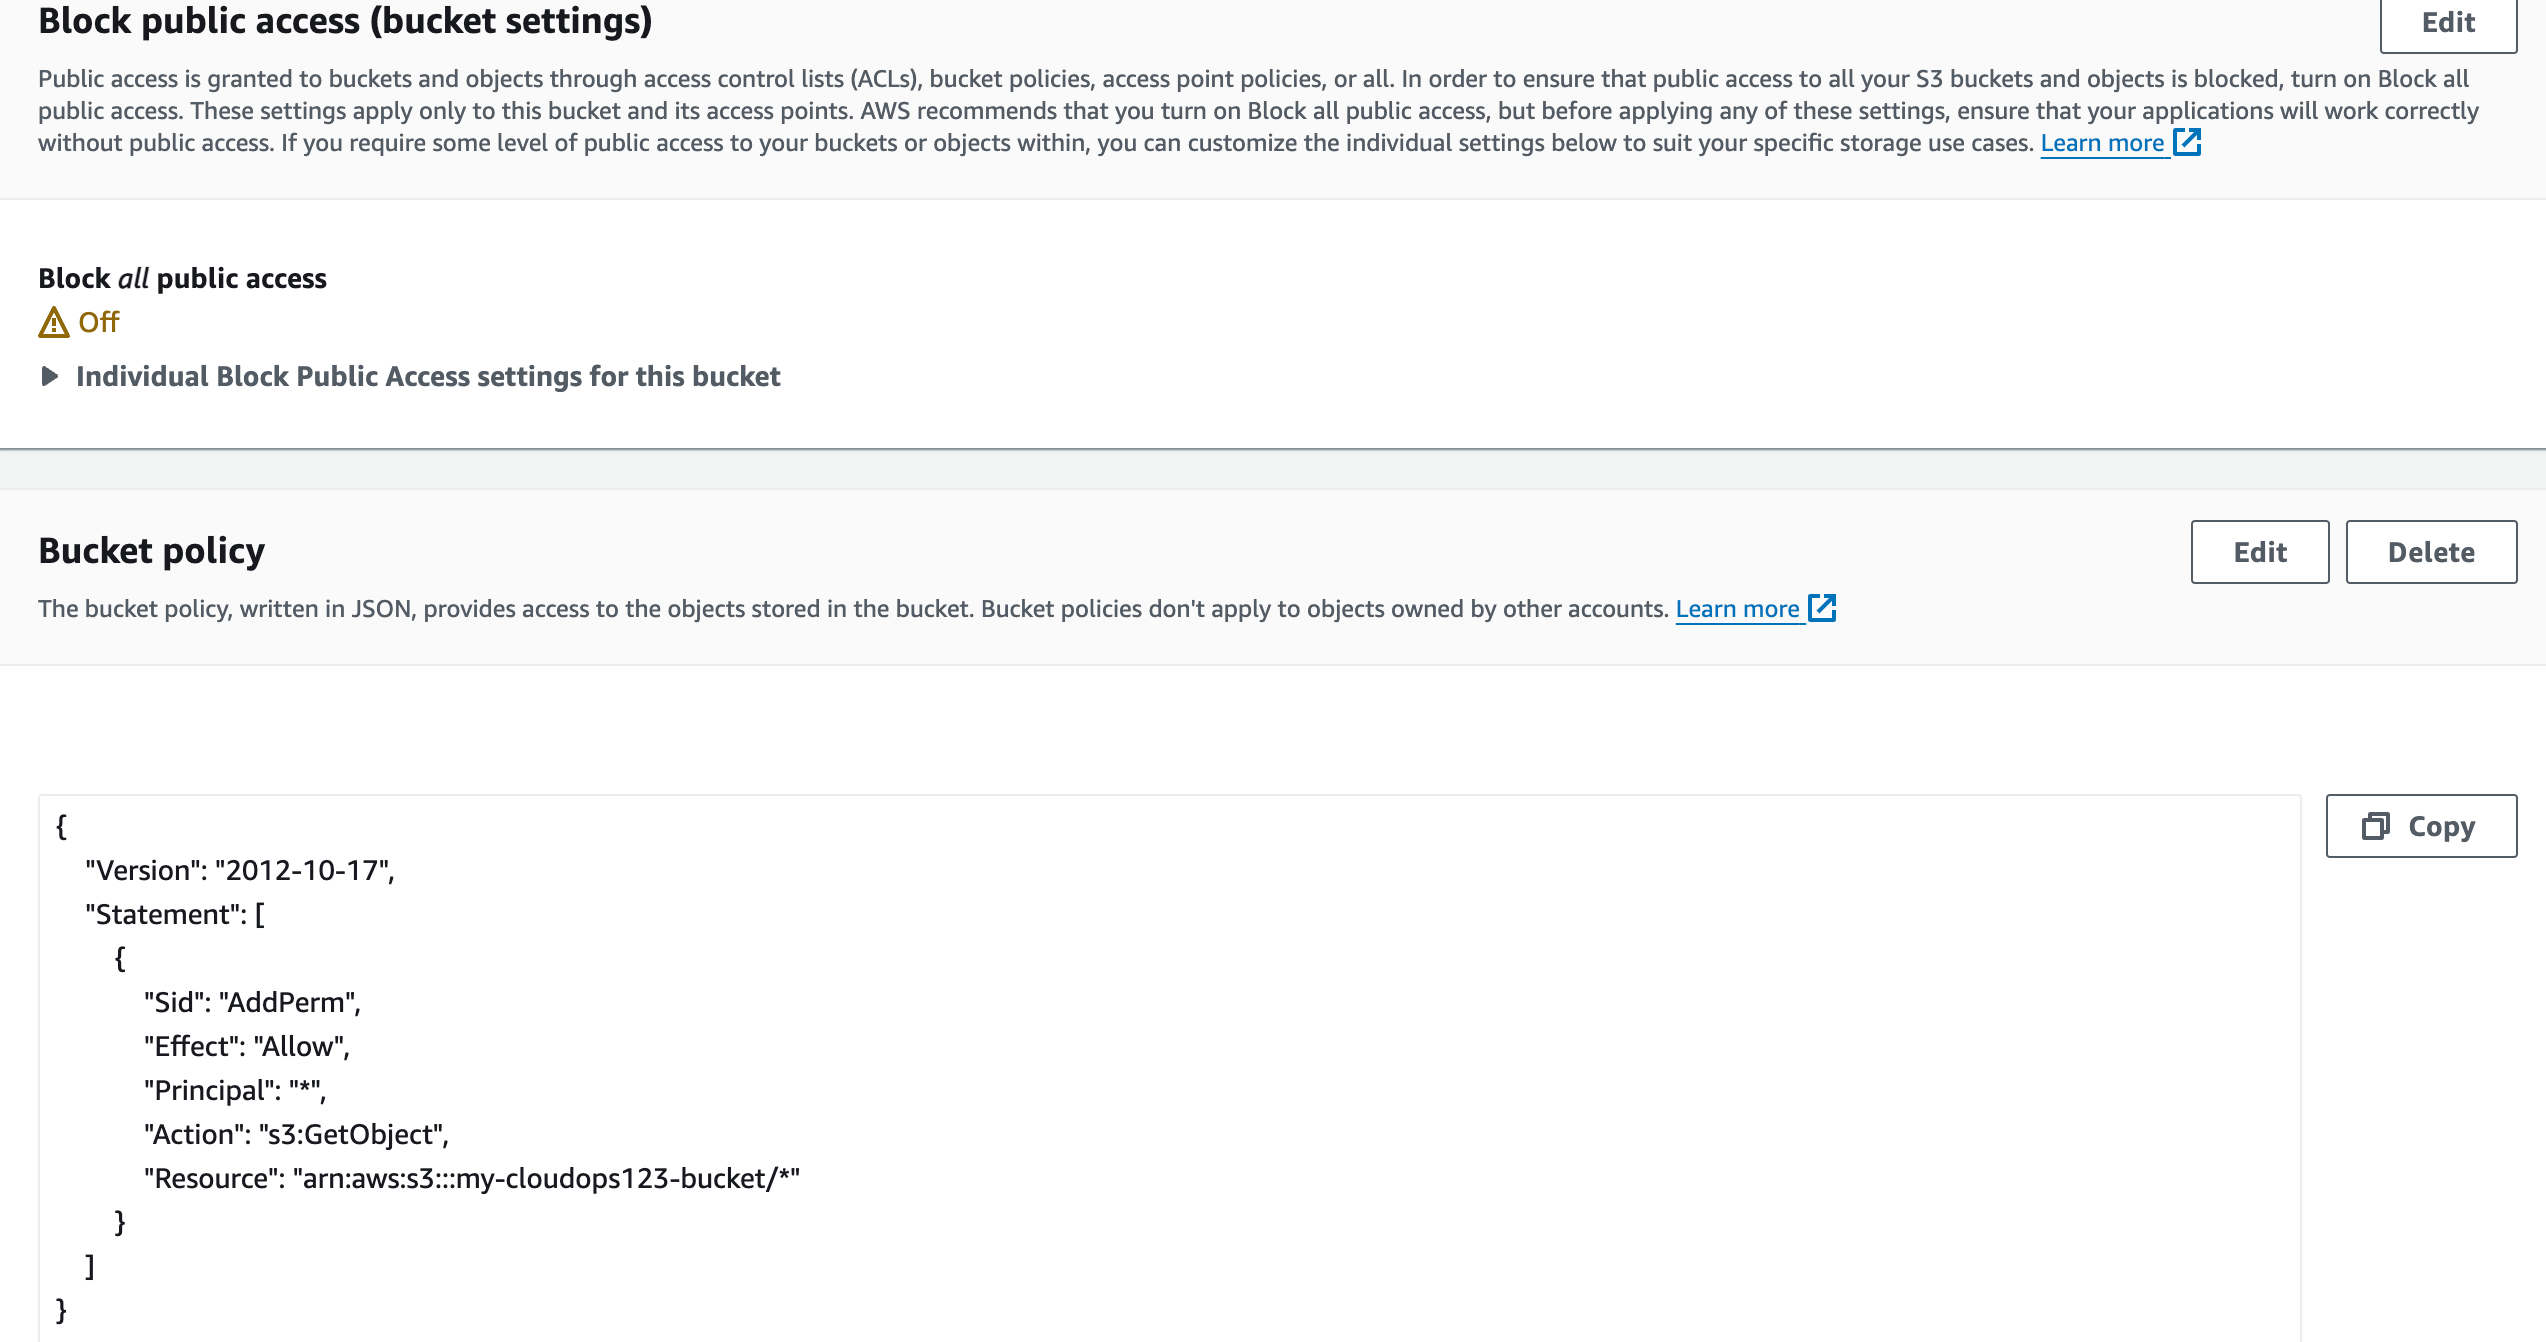 Block public access (bucket settings)
Edit
Public access is granted to buckets and objects through access control lists (ACLs), bucket policies, access point policies, or all. In order to ensure that public access to all your S3 buckets and objects is blocked, turn on Block all
public access. These settings apply only to this bucket and its access points. AWS recommends that you turn on Block all public access, but before applying any of these settings, ensure that your applications will work correctly
without public access. If you require some level of public access to your buckets or objects within, you can customize the individual settings below to suit your specific storage use cases. Learn more
Block all public access
Off
Individual Block Public Access settings for this bucket
Bucket policy
Edit
Delete
The bucket policy, written in JSON, provides access to the objects stored in the bucket. Bucket policies don't apply to objects owned by other accounts. Learn more
Copy
{
"Version": "2012-10-17",
"Statement": [
{
"Sid": "AddPerm",
"Effect": "Allow",
"Principal": "*",
"Action": "s3:GetObject",
"Resource": "arn:aws:s3:::my-cloudops123-bucket/*"
}
]
}